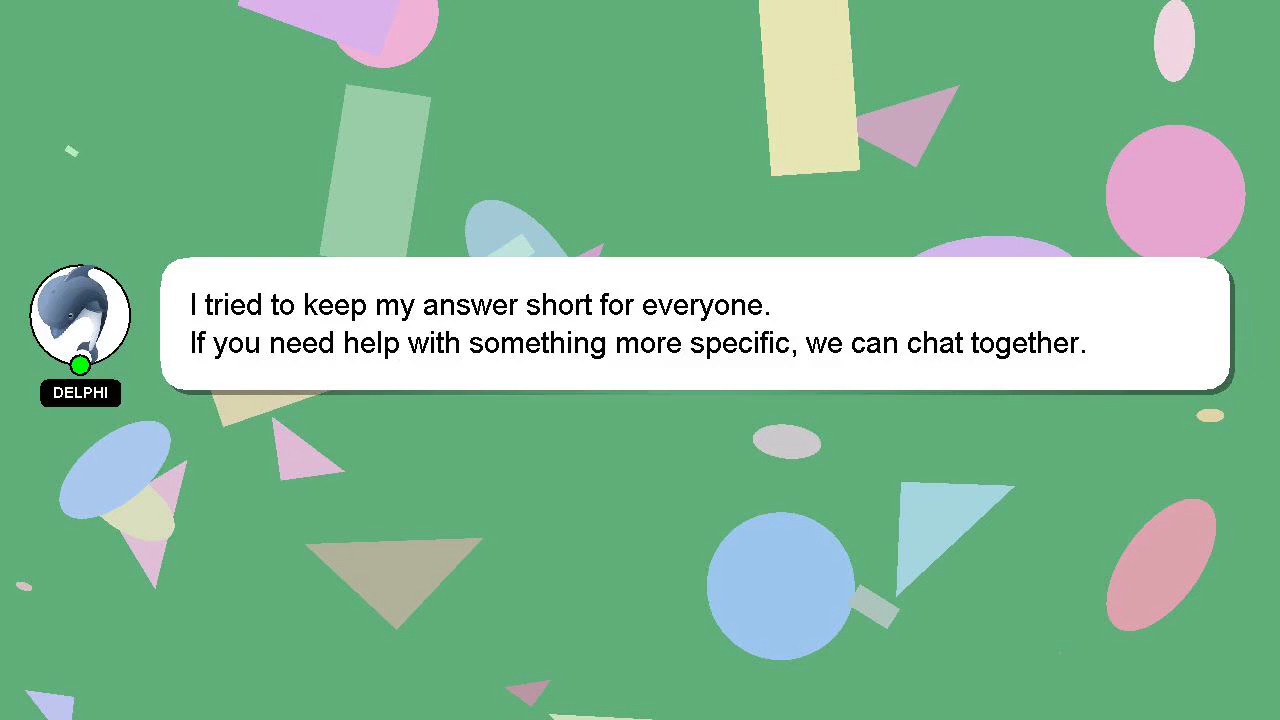 I tried to keep my answer short for everyone.
If you need help with something more specific, we can chat together.
DELPHI